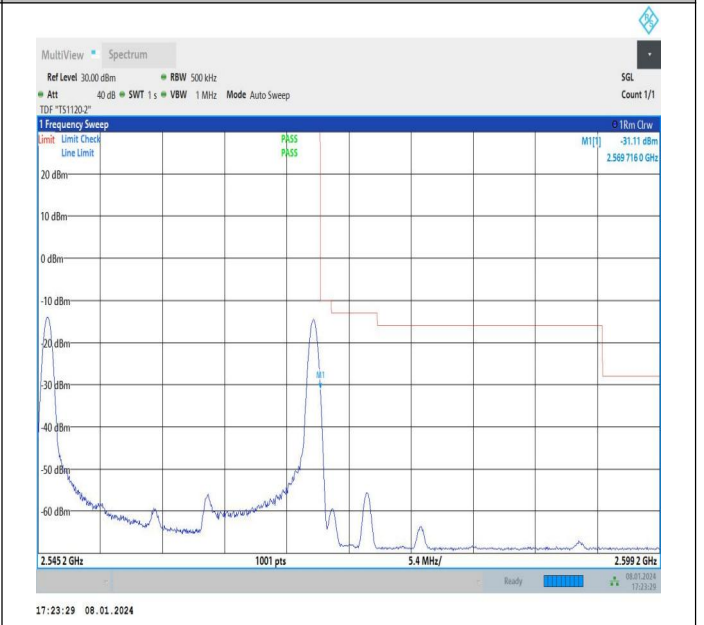 R S
MultiView Spectrum
Ref Level 30.00 dBm RBW 500 kHz SGL
Att 40 dB SWT 1 s VBW 1 MHz Mode Auto Sweep Count 1/1
TDF "TS1120-2"
1 Frequency Sweep 1Rm Clrw
Limit Limit Check PASS M1[1] -31.11 dBm
Line Limit PASS 2.569 716 0 GHz
20 dBm
10 dBm
0 dBm
-10 dBm
-20 dBm
M1
-30 dBm
-40 dBm
-50 dBm
-60 dBm
2.545 2 GHz 1001 pts 5.4 MHz/ 2.599 2 GHz
Ready 08.01.2024
17:23:29
17:23:29 08.01.2024